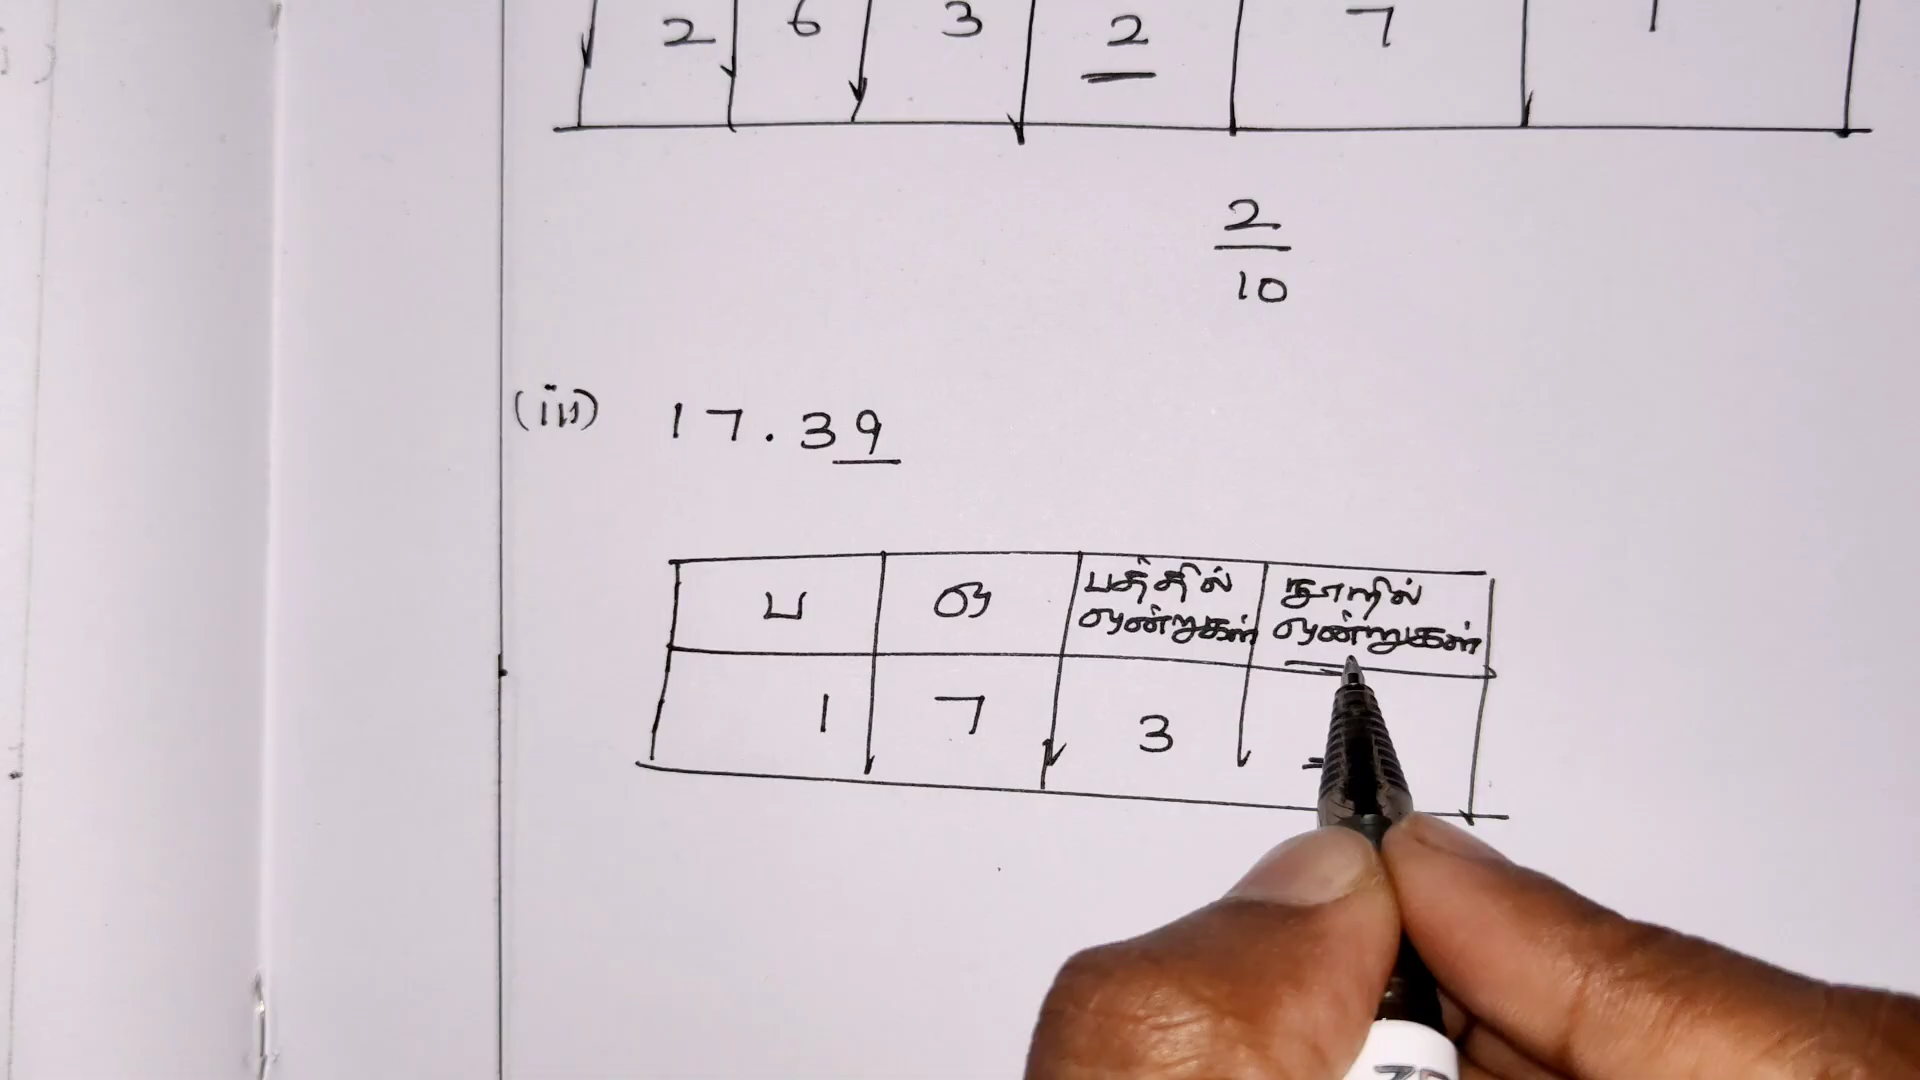 2 6 3 2 7 1
2
10
(iii) 17.39
ப ஒ பத்தில் ஒன்றுகள் நூறில் ஒன்றுகள்
1 7 3